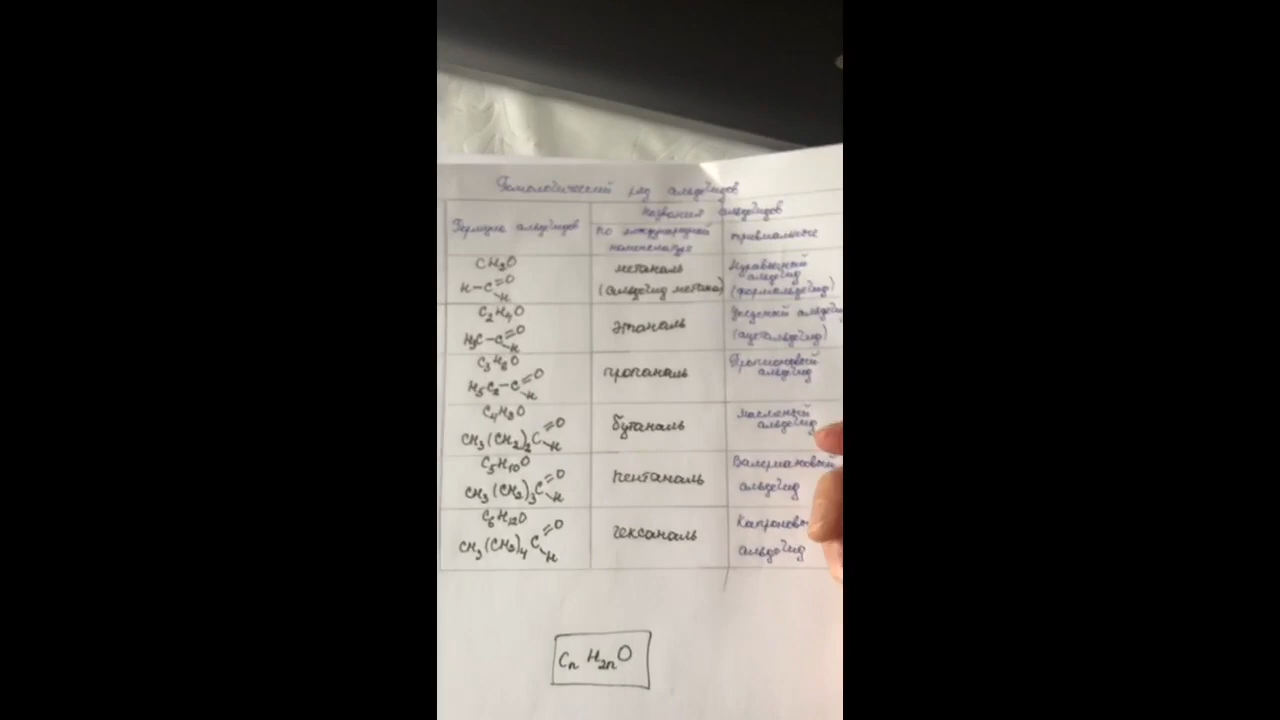 Гомологический ряд альдегидов
Названия альдегидов
Формула альдегидов
по международной
номенклатуре
тривиальные
CH2O
H-C=O
H
метаналь
(альдегид метана)
Муравьиный
альдегид
(формальдегид)
C2H4O
H3C-C=O
H
этаналь
Уксусный альдегид
(ацетальдегид)
C3H6O
H5C2-C=O
H
пропаналь
Пропионовый
альдегид
C4H8O
CH3(CH2)2C=O
H
бутаналь
масляный
альдегид
C5H10O
CH3(CH2)3C=O
H
пентаналь
Валериановый
альдегид
C6H12O
CH3(CH2)4C=O
H
гексаналь
Капронов
альдегид
CnH2nO